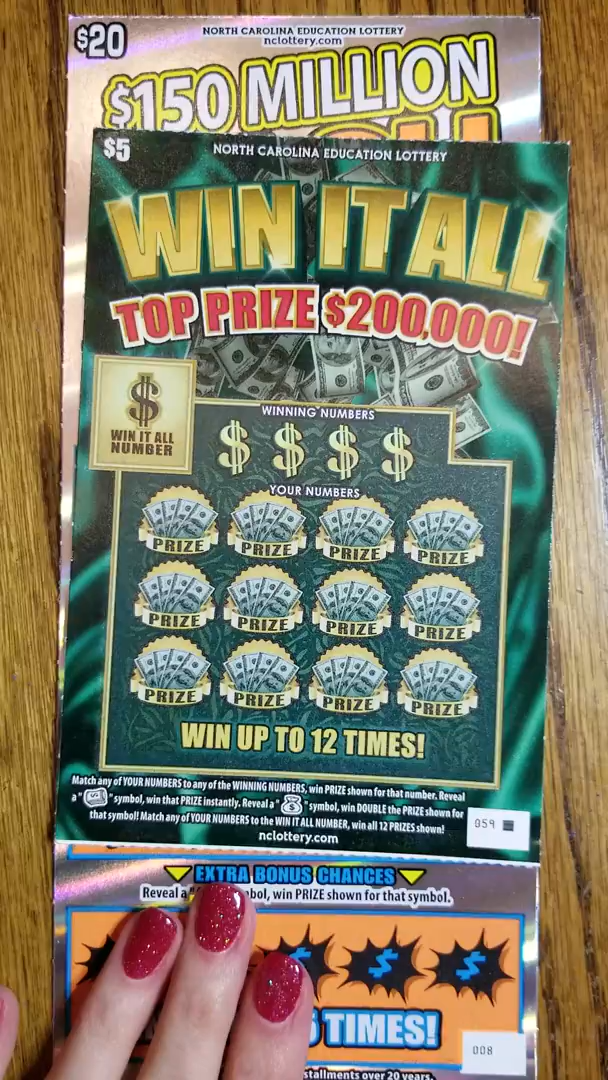 $20
NORTH CAROLINA EDUCATION LOTTERY
nclottery.com
$150 MILLION
$5
NORTH CAROLINA EDUCATION LOTTERY
WIN IT ALL
TOP PRIZE $200,000!
$
WIN IT ALL
NUMBER
WINNING NUMBERS
$ $ $ $
YOUR NUMBERS
PRIZE PRIZE PRIZE PRIZE
PRIZE PRIZE PRIZE PRIZE
PRIZE PRIZE PRIZE PRIZE
WIN UP TO 12 TIMES!
Match any of YOUR NUMBERS to any of the WINNING NUMBERS, win PRIZE shown for that number. Reveal
a " " symbol, win that PRIZE instantly. Reveal a " $ " symbol, win DOUBLE the PRIZE shown for
that symbol! Match any of YOUR NUMBERS to the WIN IT ALL NUMBER, win all 12 PRIZES shown!
nclottery.com
059
EXTRA BONUS CHANCES
Reveal a " symbol, win PRIZE shown for that symbol.
$ $ $
TIMES!
008
over 20 years.